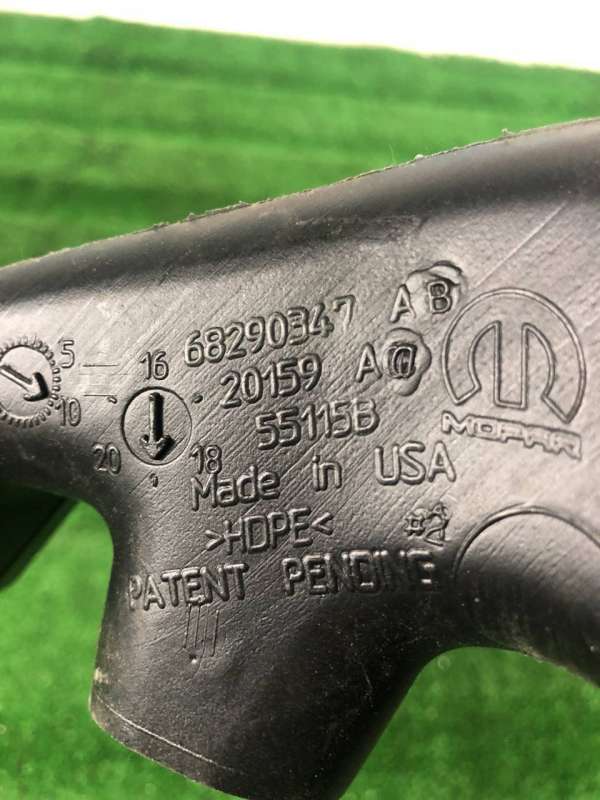 68290347 AB
20159 A
55115B
Made in USA
>HDPE<
PATENT PENDING
MOPAR
5
10
16
18
20